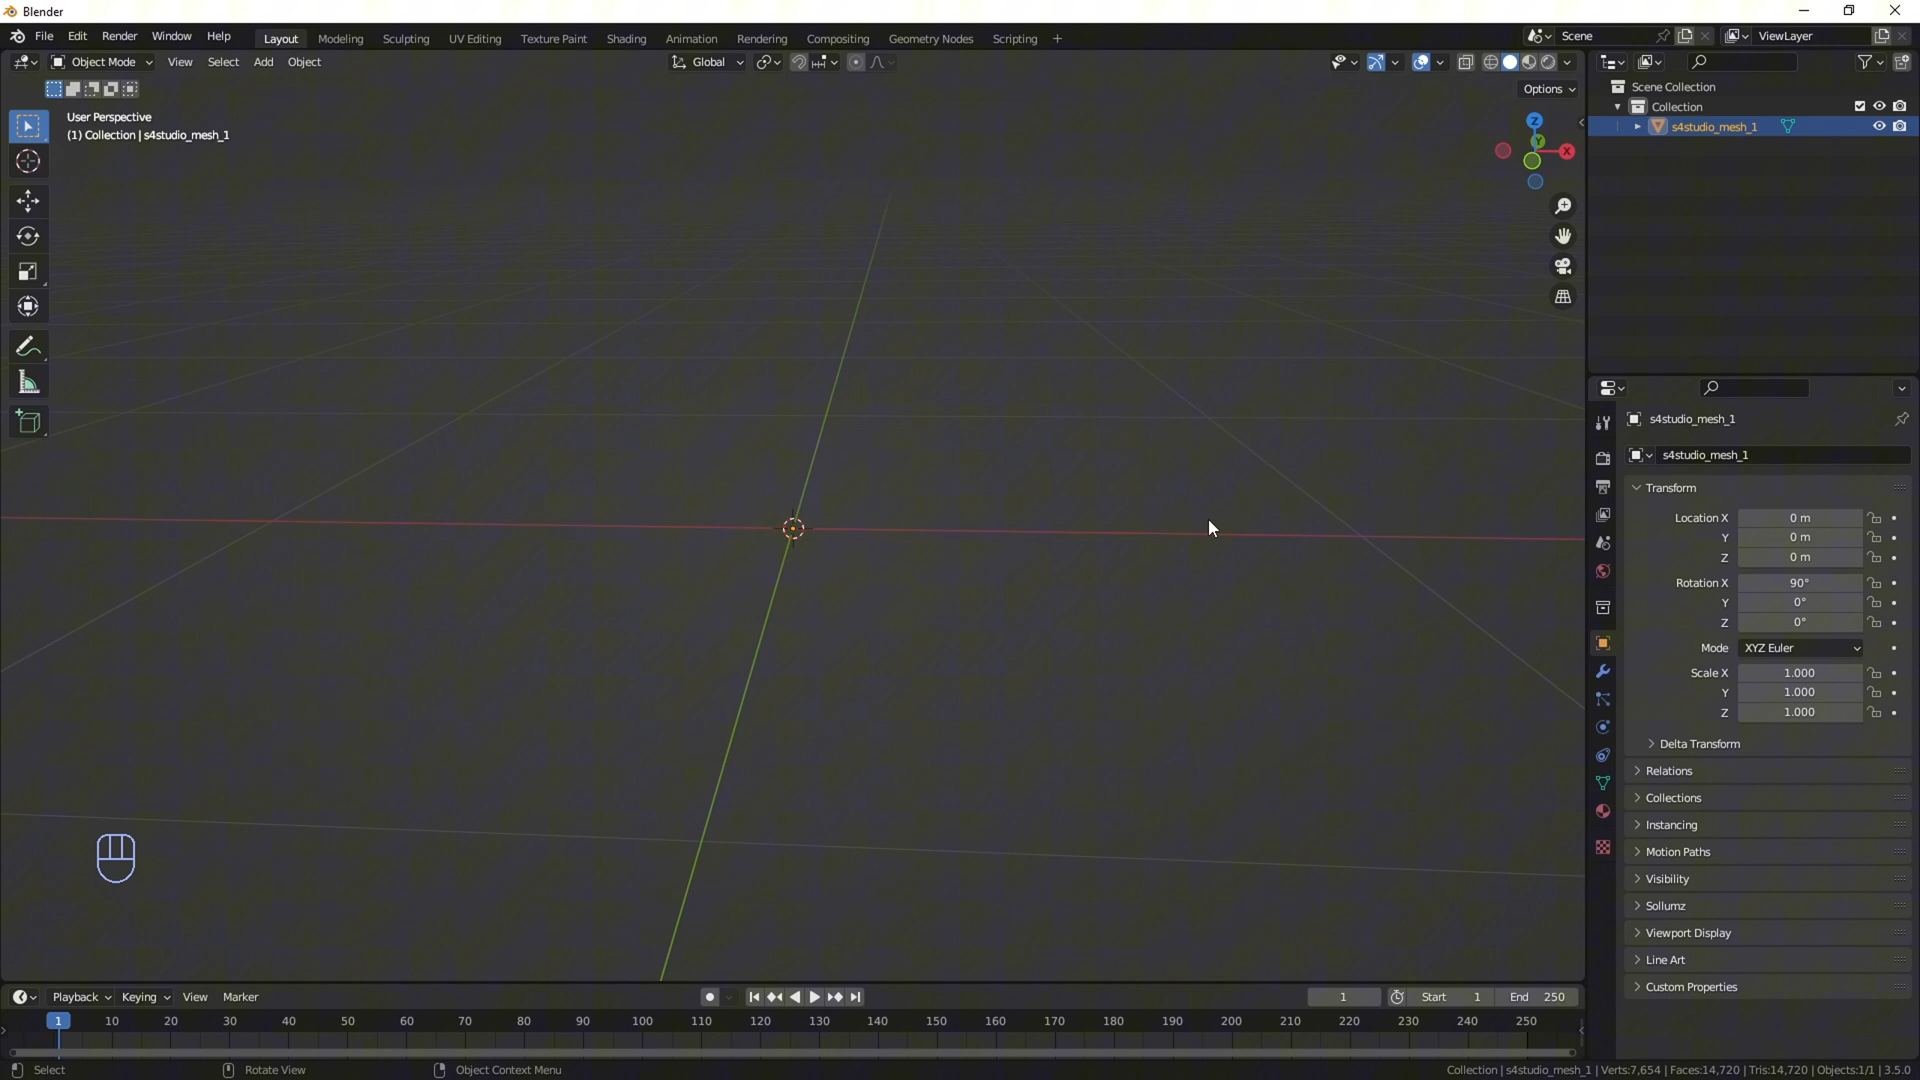 Blender
File Edit Render Window Help Layout Modeling Sculpting UV Editing Texture Paint Shading Animation Rendering Compositing Geometry Nodes Scripting + Scene ViewLayer
Object Mode View Select Add Object Global
Options
User Perspective
(1) Collection | s4studio_mesh_1
Z
Y
X
Scene Collection
Collection
s4studio_mesh_1
s4studio_mesh_1
s4studio_mesh_1
Transform
Location X 0 m
Y 0 m
Z 0 m
Rotation X 90°
Y 0°
Z 0°
Mode XYZ Euler
Scale X 1.000
Y 1.000
Z 1.000
Delta Transform
Relations
Collections
Instancing
Motion Paths
Visibility
Sollumz
Viewport Display
Line Art
Custom Properties
Playback Keying View Marker 1 Start 1 End 250
1 10 20 30 40 50 60 70 80 90 100 110 120 130 140 150 160 170 180 190 200 210 220 230 240 250
Select Rotate View Object Context Menu Collection | s4studio_mesh_1 | Verts:7,654 | Faces:14,720 | Tris:14,720 | Objects:1/1 | 3.5.0